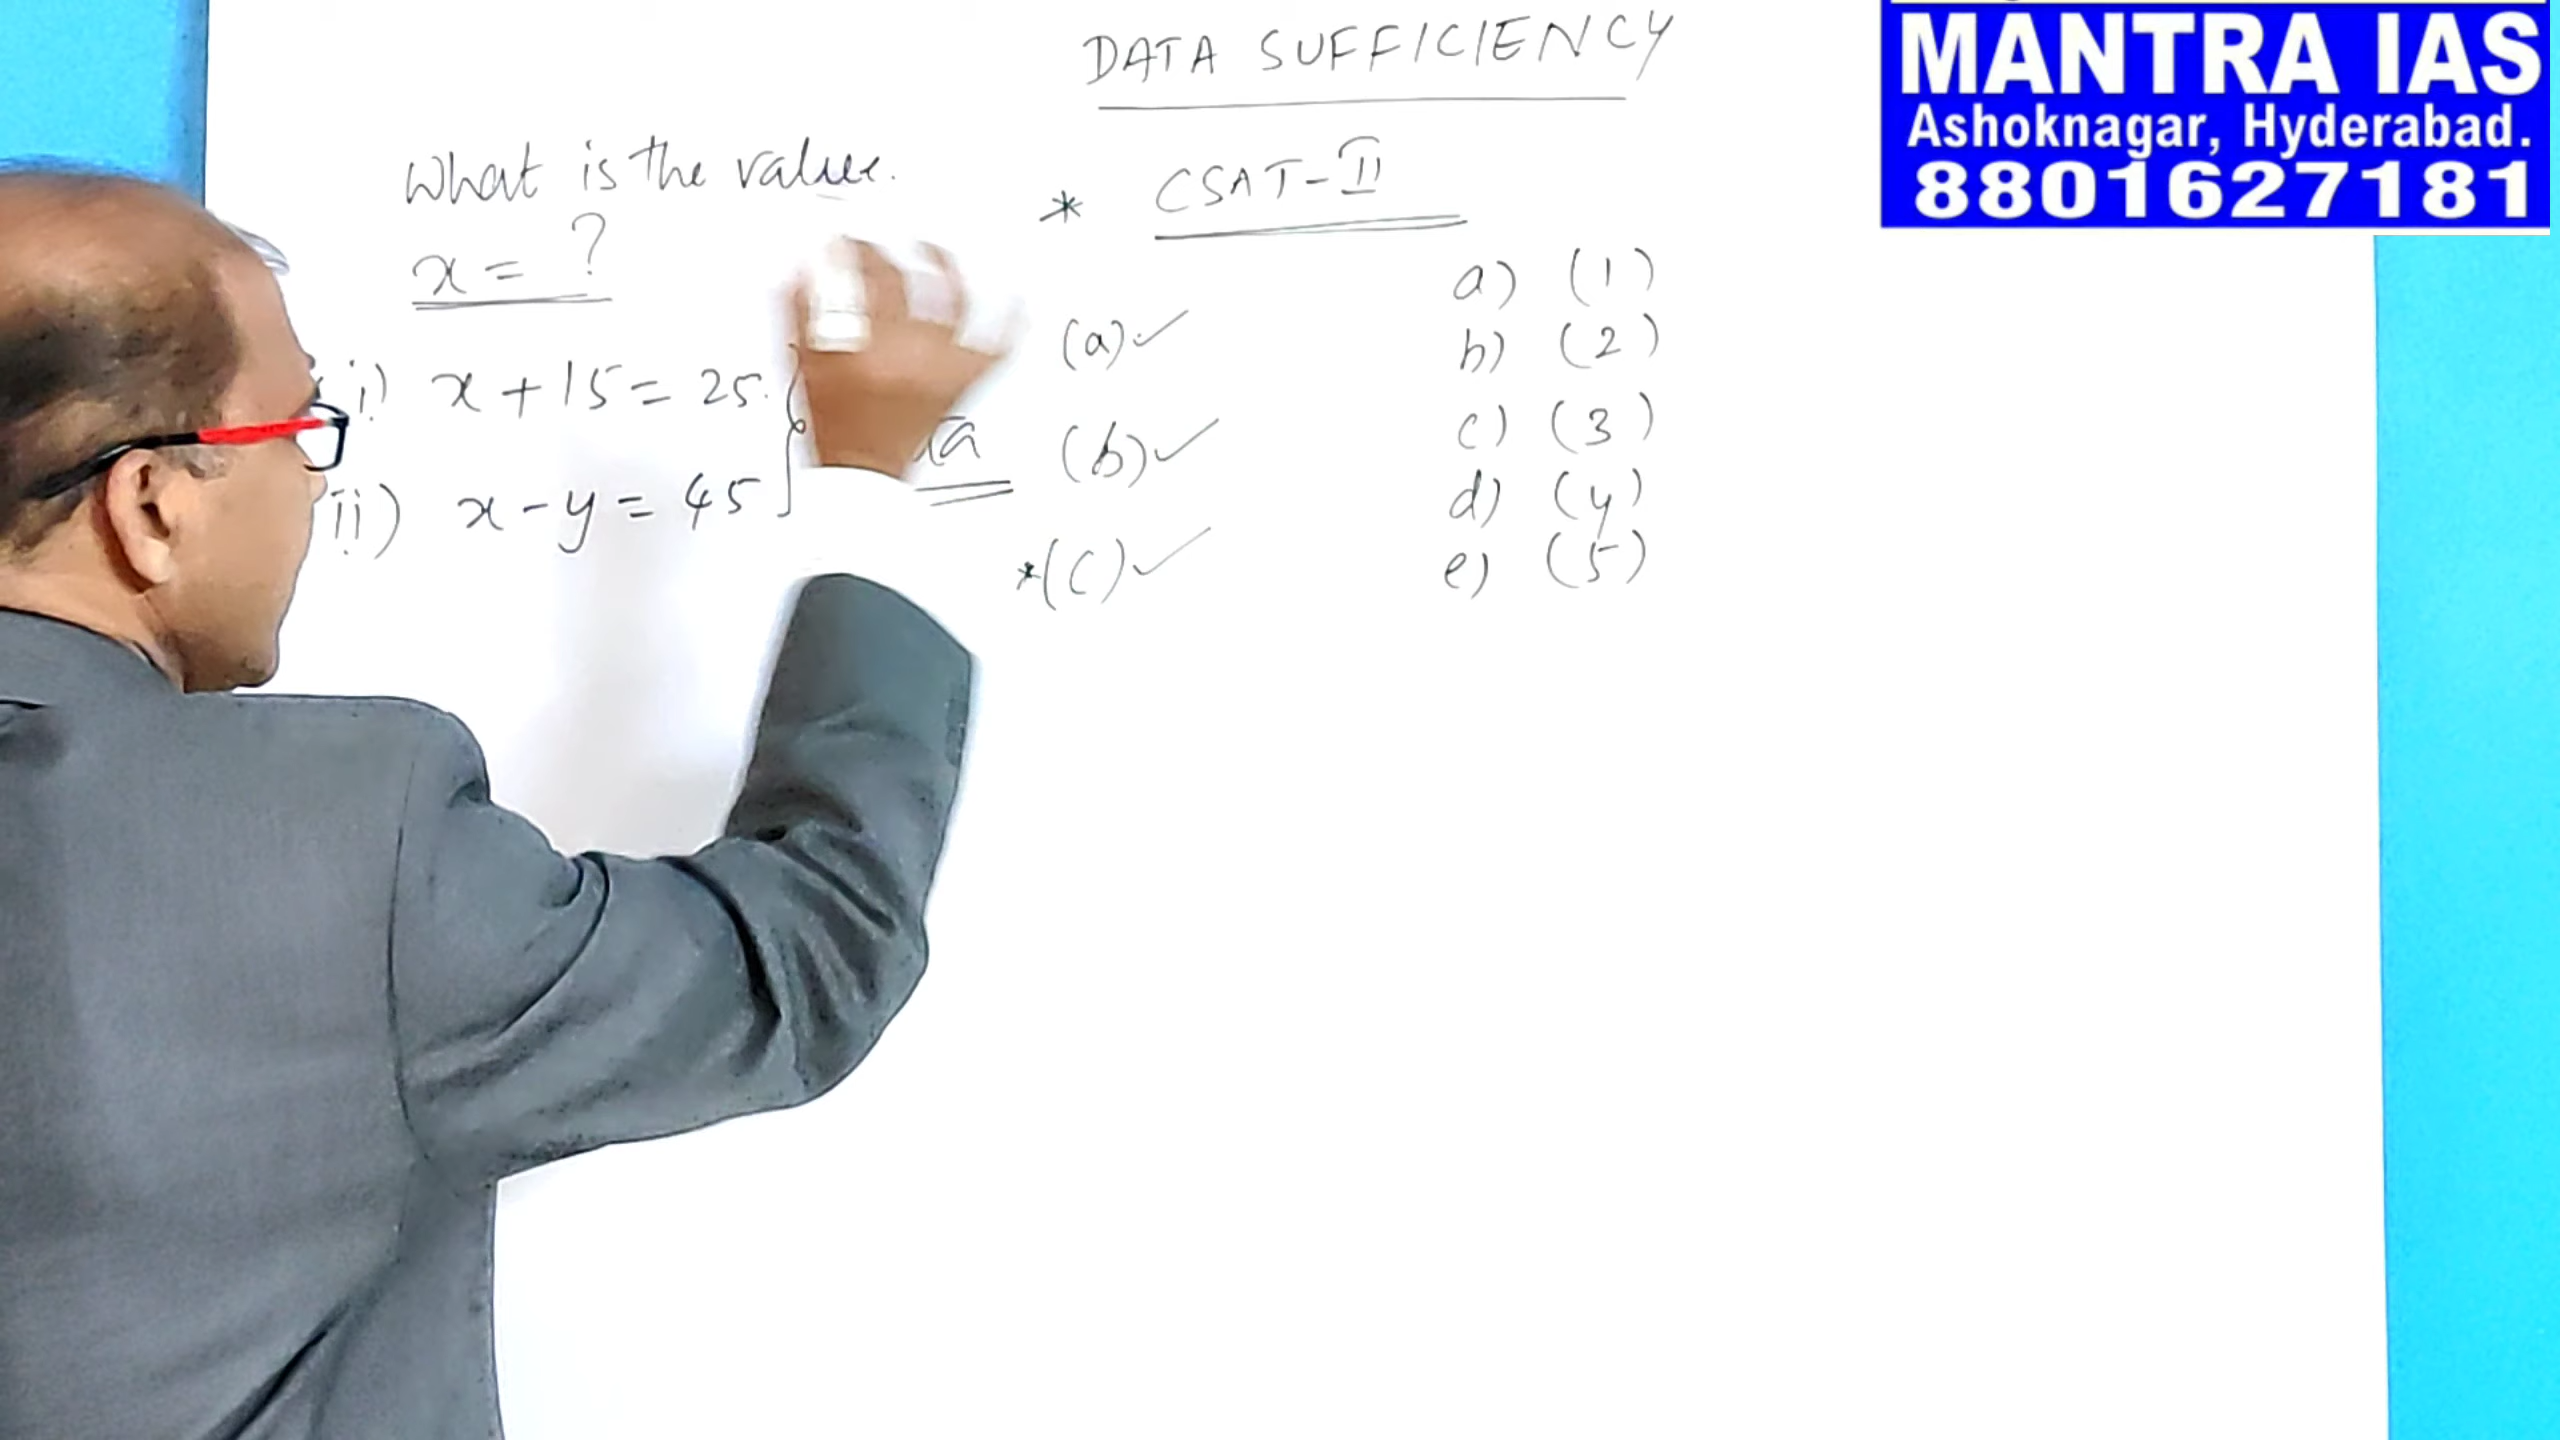 DATA SUFFICIENCY
MANTRA IAS
Ashoknagar, Hyderabad.
8801627181
What is the value.
x = ?
* CSAT-II
i) x + 15 = 25.
ii) x - y = 45
(a) ✓
(b) ✓
*(C) ✓
a) (1)
b) (2)
c) (3)
d) (4)
e) (5)